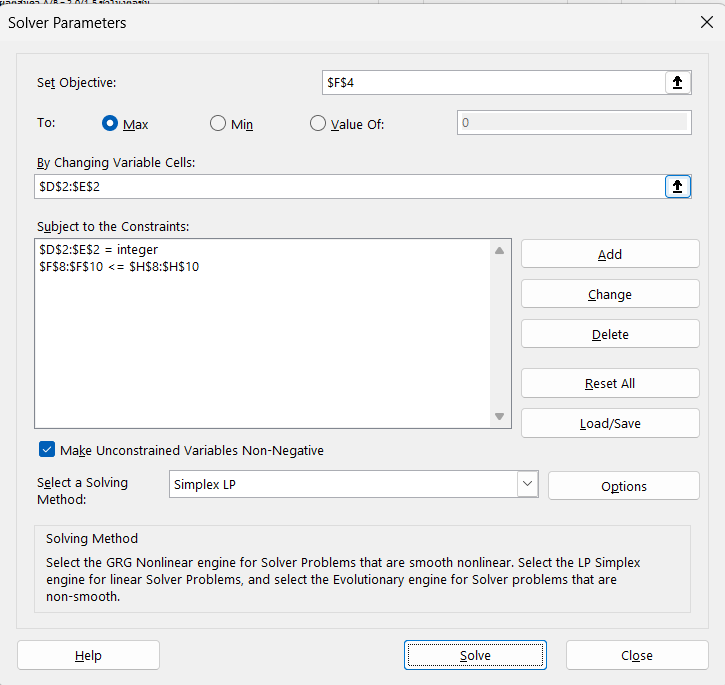 Solver Parameters
Set Objective:
$F$4
To:
Max
Min
Value Of:
0
By Changing Variable Cells:
$D$2:$E$2
Subject to the Constraints:
$D$2:$E$2 = integer
$F$8:$F$10 <= $H$8:$H$10
Add
Change
Delete
Reset All
Load/Save
Make Unconstrained Variables Non-Negative
Select a Solving
Method:
Simplex LP
Options
Solving Method
Select the GRG Nonlinear engine for Solver Problems that are smooth nonlinear. Select the LP Simplex
engine for linear Solver Problems, and select the Evolutionary engine for Solver problems that are
non-smooth.
Help
Solve
Close